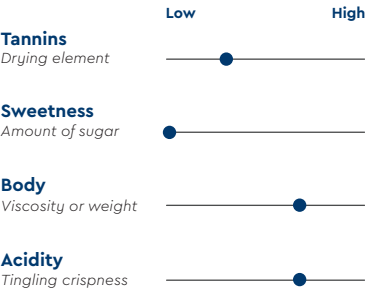 Low High
Tannins
Drying element
Sweetness
Amount of sugar
Body
Viscosity or weight
Acidity
Tingling crispness